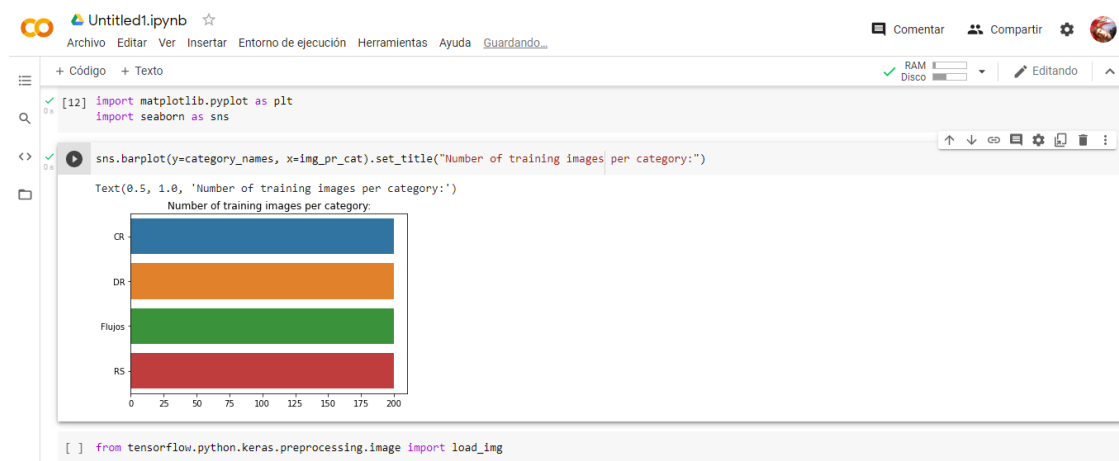 Untitled1.ipynb
Archivo Editar Ver Insertar Entorno de ejecución Herramientas Ayuda Guardando...
Comentar Compartir
+ Código + Texto
RAM
Disco
Editando
[12] import matplotlib.pyplot as plt
import seaborn as sns
0 s
sns.barplot(y=category_names, x=img_pr_cat).set_title("Number of training images per category:")
0 s
Text(0.5, 1.0, 'Number of training images per category:')
Number of training images per category:
CR
DR
Flujos
RS
0 25 50 75 100 125 150 175 200
[ ] from tensorflow.python.keras.preprocessing.image import load_img